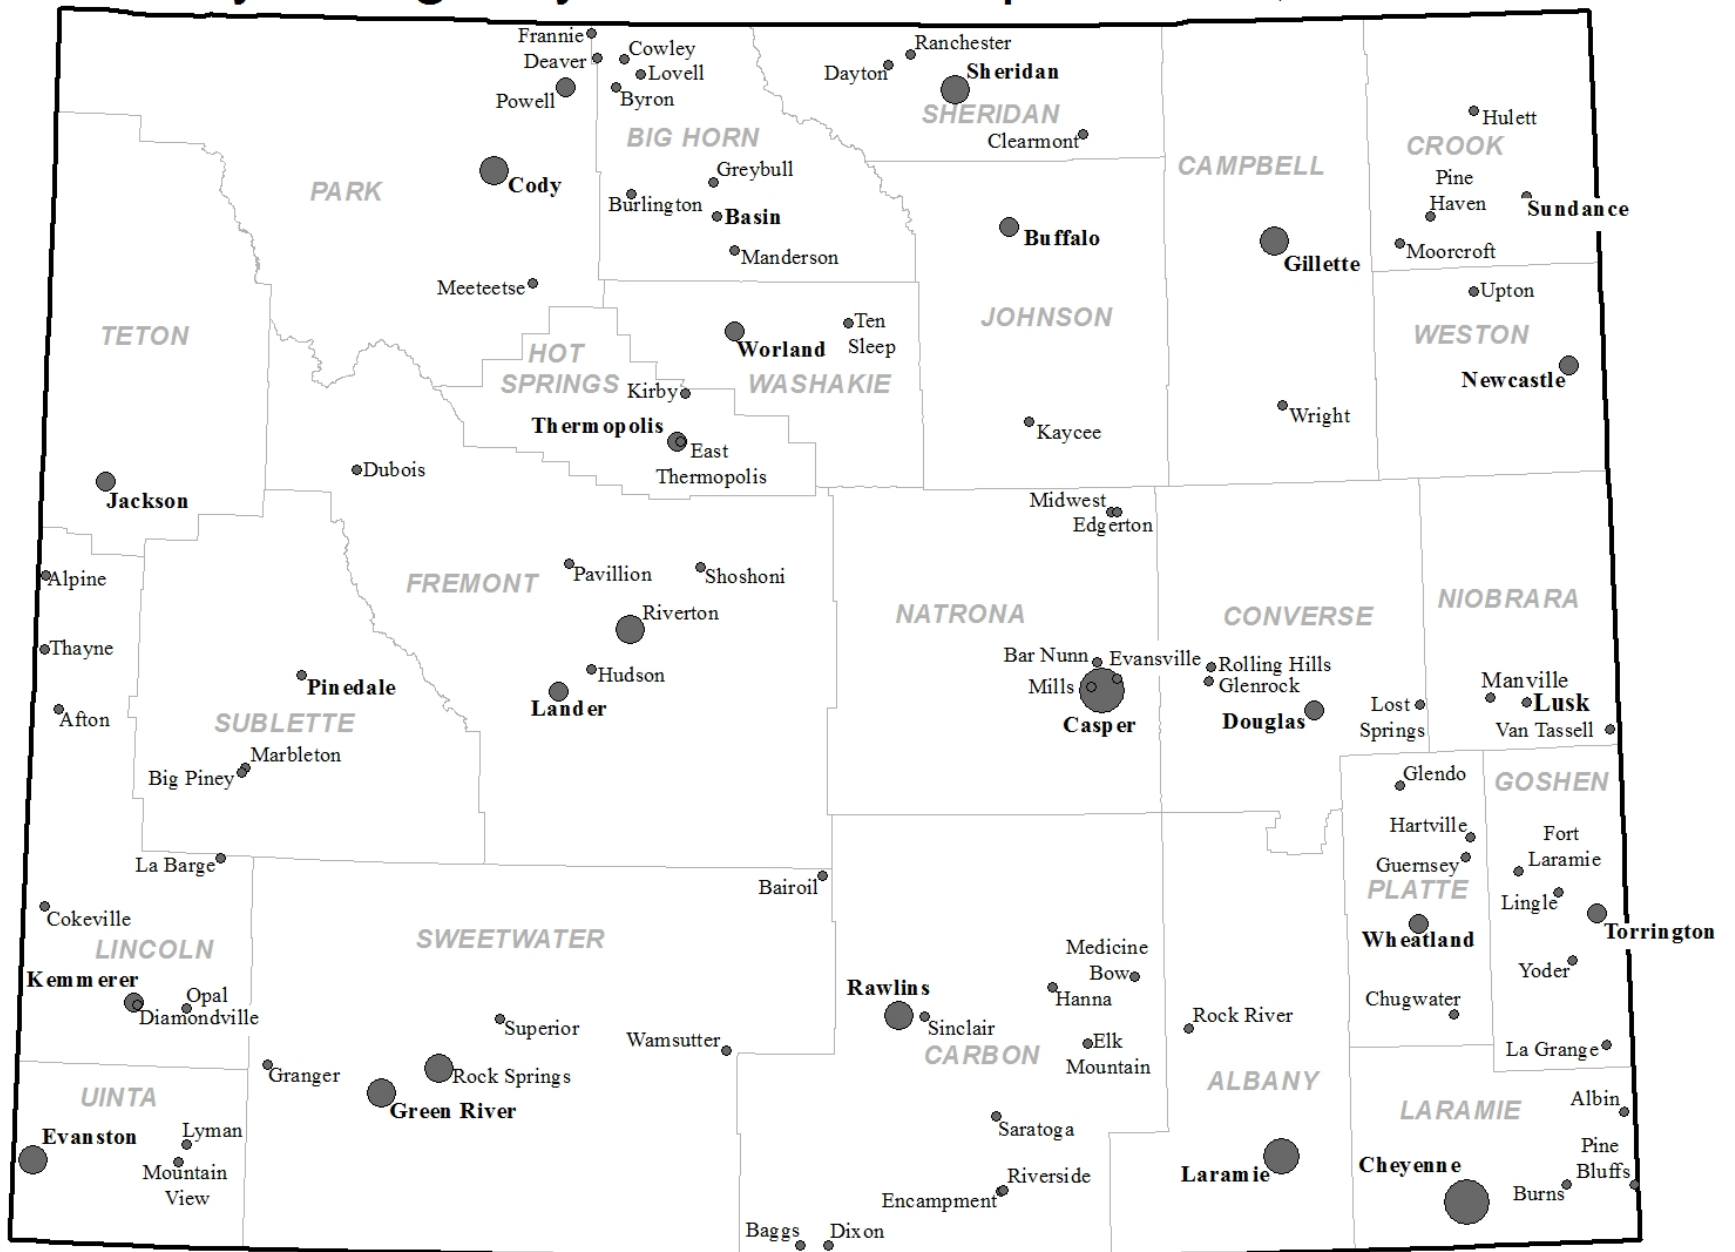 Frannie
Deaver
Cowley
Lovell
Byron
Powell
Ranchester
Dayton
Sheridan
SHERIDAN
Clearmont
BIG HORN
Hulett
CROOK
CAMPBELL
PARK
Cody
Greybull
Burlington
Basin
Manderson
Pine
Haven
Sundance
Moorcroft
Buffalo
Gillette
Meeteetse
Upton
TETON
JOHNSON
WESTON
Newcastle
Ten
Sleep
Worland
WASHAKIE
HOT
SPRINGS
Kirby
Thermopolis
East
Thermopolis
Kaycee
Wright
Dubois
Jackson
Midwest
Edgerton
Alpine
FREMONT
Pavillion
Shoshoni
Riverton
NATRONA
CONVERSE
NIOBRARA
Thayne
Bar Nunn
Evansville
Rolling Hills
Glenrock
Mills
Casper
Douglas
Lost
Springs
Manville
Lusk
Van Tassell
Hudson
Lander
Pinedale
Afton
SUBLETTE
Marbleton
Big Piney
Glendo
GOSHEN
Hartville
Guernsey
Fort
Laramie
La Barge
Bairoil
PLATTE
Lingle
Cokeville
Wheatland
Torrington
LINCOLN
SWEETWATER
Medicine
Bow
Yoder
Kemmerer
Rawlins
Hanna
Chugwater
Opal
Diamondville
Superior
Wamsutter
Sinclair
CARBON
Elk
Mountain
Rock River
La Grange
Granger
Rock Springs
Green River
UINTA
ALBANY
LARAMIE
Albin
Evanston
Lyman
Mountain
View
Saratoga
Laramie
Cheyenne
Pine
Bluffs
Burns
Riverside
Encampment
Baggs
Dixon